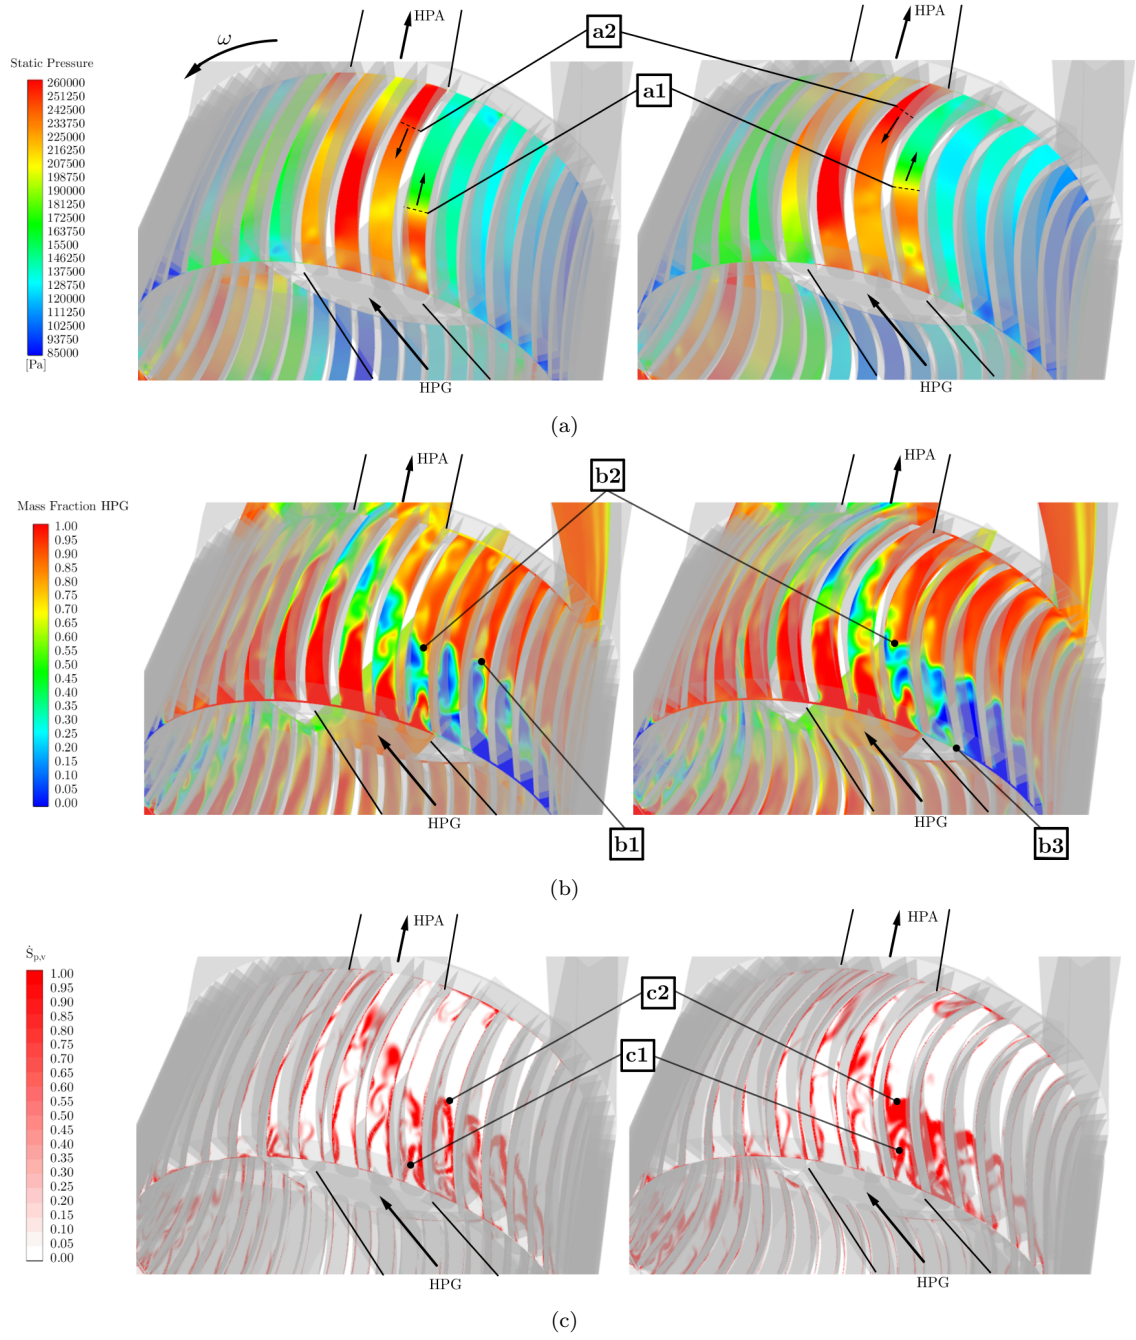 HPA
HPA
ω
a2
Static Pressure
260000
251250
242500
233750
225000
216250
207500
198750
190000
181250
172500
163750
155000
146250
137500
128750
120000
111250
102500
93750
85000
[Pa]
a1
HPG
HPG
(a)
HPA
HPA
b2
Mass Fraction HPG
1.00
0.95
0.90
0.85
0.80
0.75
0.70
0.65
0.60
0.55
0.50
0.45
0.40
0.35
0.30
0.25
0.20
0.15
0.10
0.05
0.00
HPG
HPG
b1
b3
(b)
HPA
HPA
Ṡp,v
1.00
0.95
0.90
0.85
0.80
0.75
0.70
0.65
0.60
0.55
0.50
0.45
0.40
0.35
0.30
0.25
0.20
0.15
0.10
0.05
0.00
c2
c1
HPG
HPG
(c)